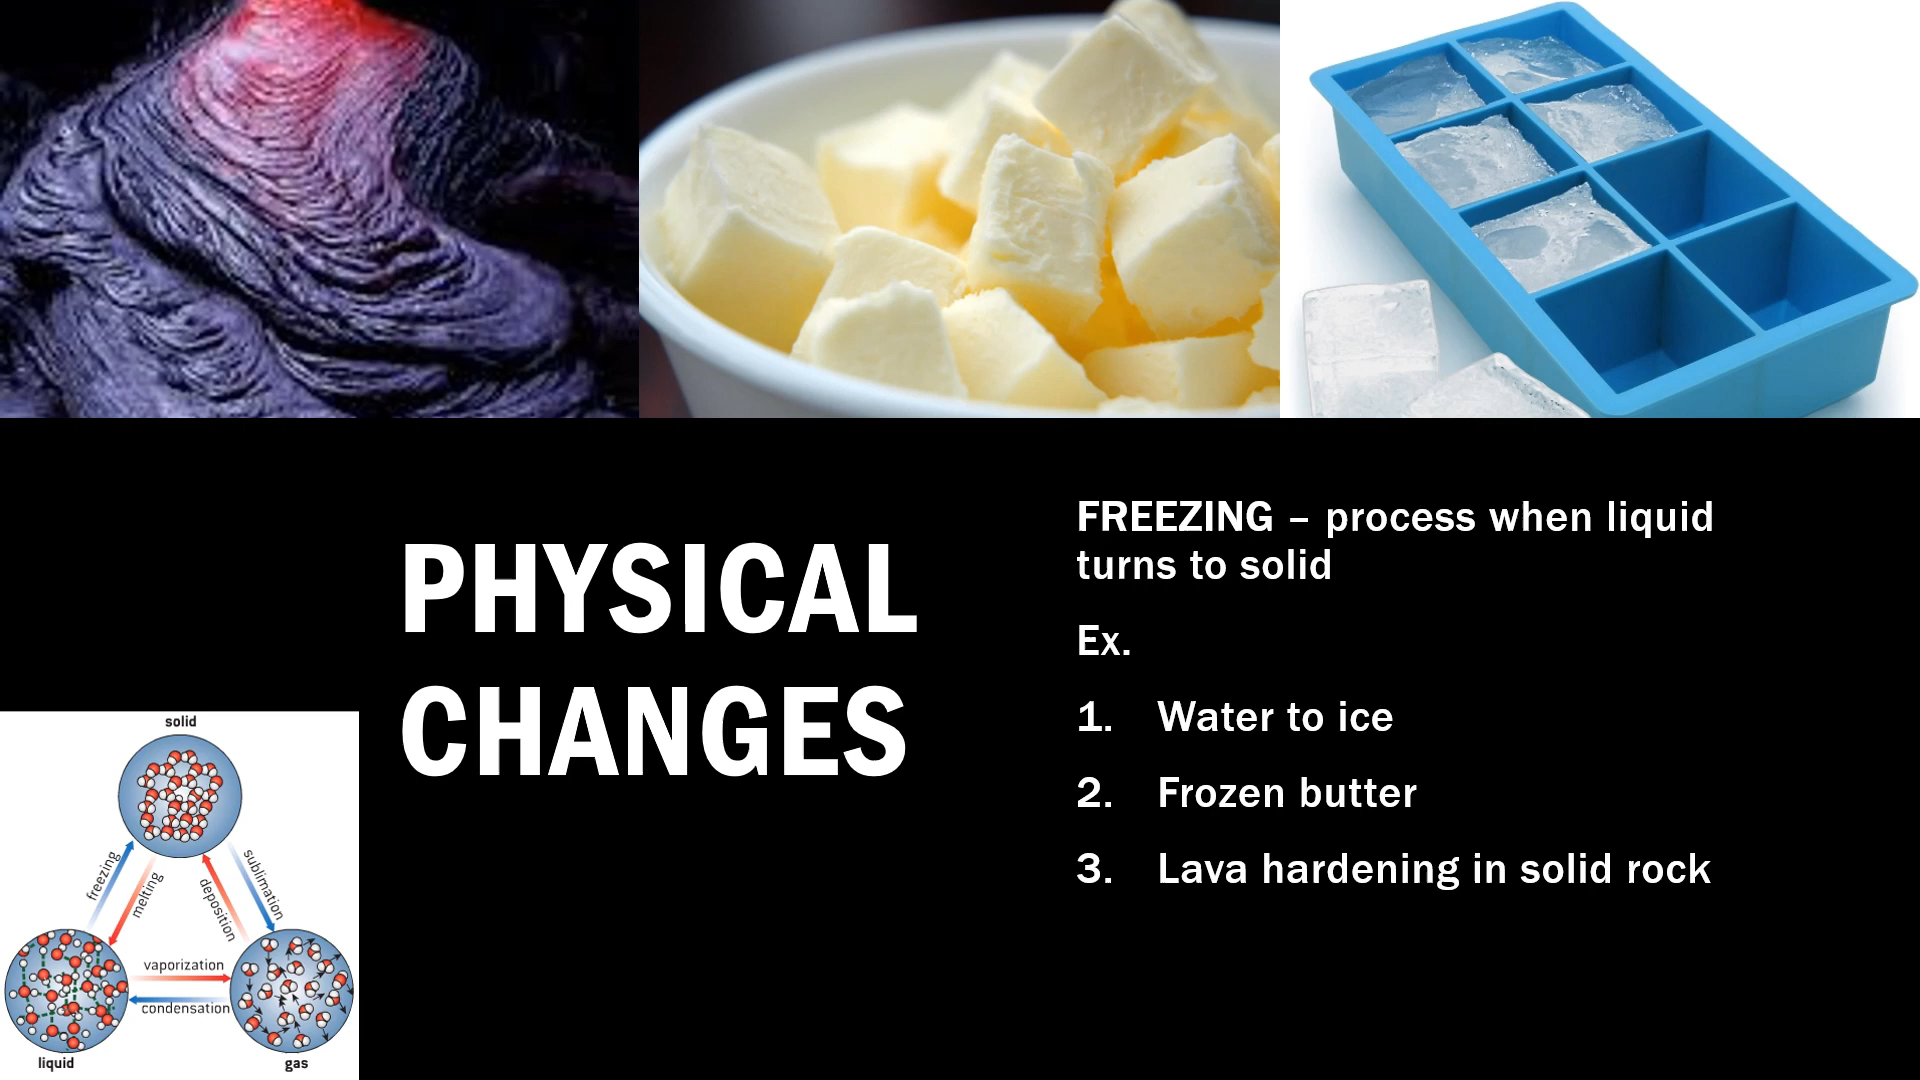 PHYSICAL
CHANGES
FREEZING – process when liquid
turns to solid
Ex.
1. Water to ice
2. Frozen butter
3. Lava hardening in solid rock
solid
freezing
melting
deposition
sublimation
vaporization
condensation
liquid
gas